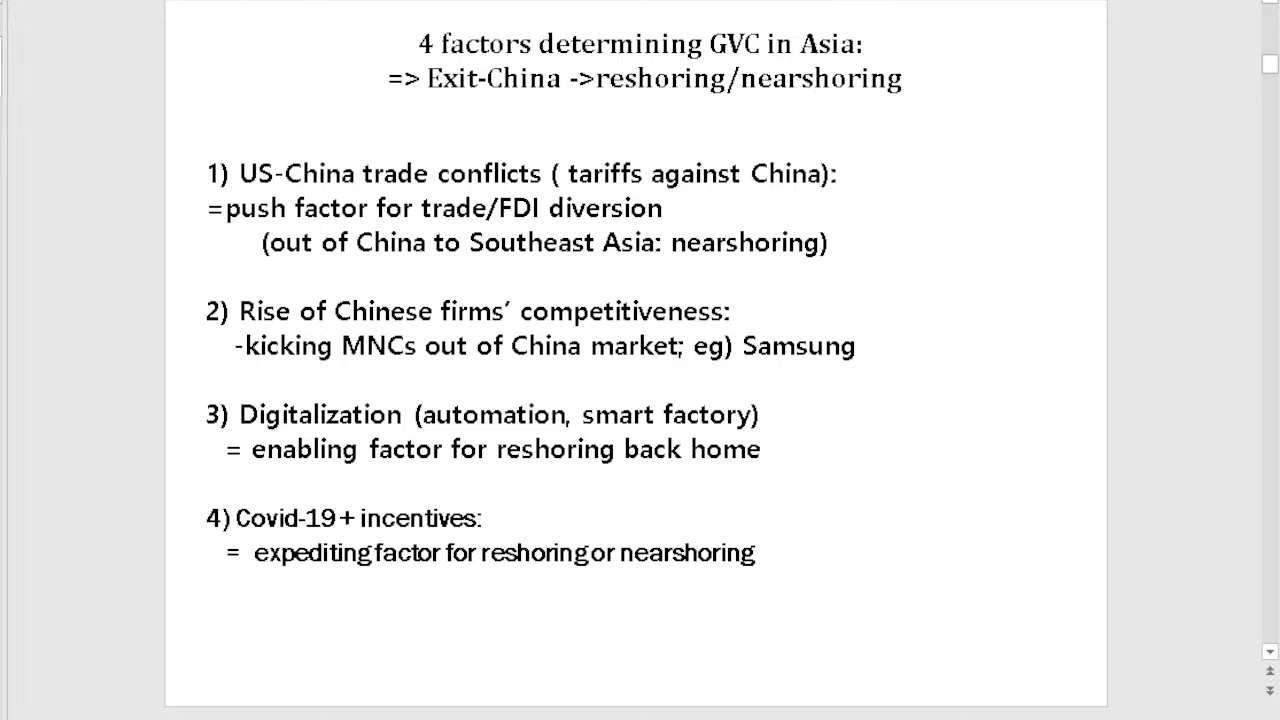 4 factors determining GVC in Asia:
=> Exit-China ->reshoring/nearshoring
1) US-China trade conflicts ( tariffs against China):
=push factor for trade/FDI diversion
(out of China to Southeast Asia: nearshoring)
2) Rise of Chinese firms’ competitiveness:
-kicking MNCs out of China market; eg) Samsung
3) Digitalization (automation, smart factory)
= enabling factor for reshoring back home
4) Covid-19 + incentives:
= expediting factor for reshoring or nearshoring